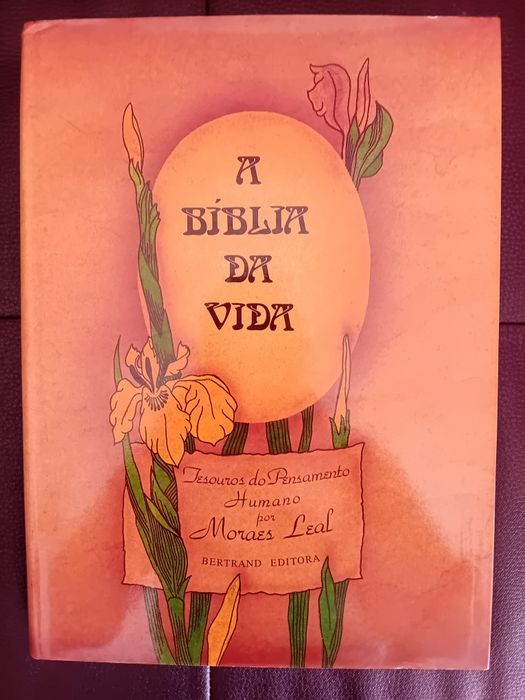 A
BÍBLIA
DA
VIDA
Tesouros do Pensamento
Humano
por
Moraes Leal
BERTRAND EDITORA